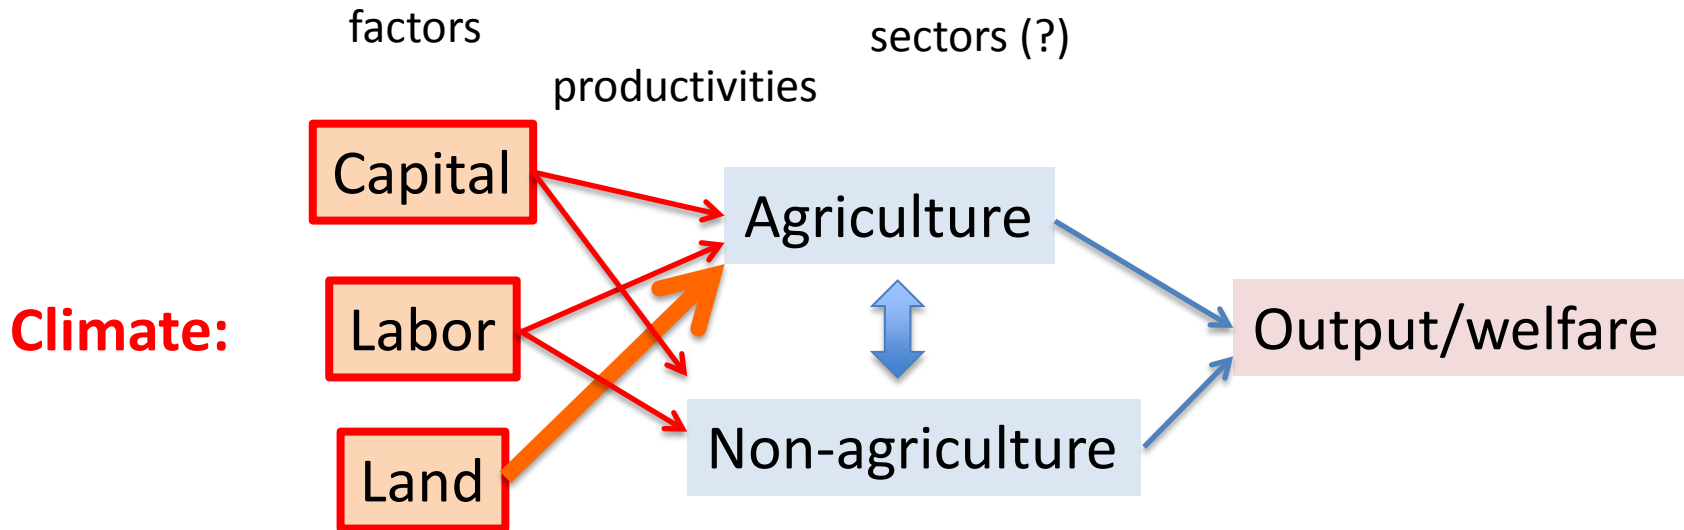 factors
sectors (?)
productivities
Capital
Agriculture
Climate:
Labor
Output/welfare
Non-agriculture
Land